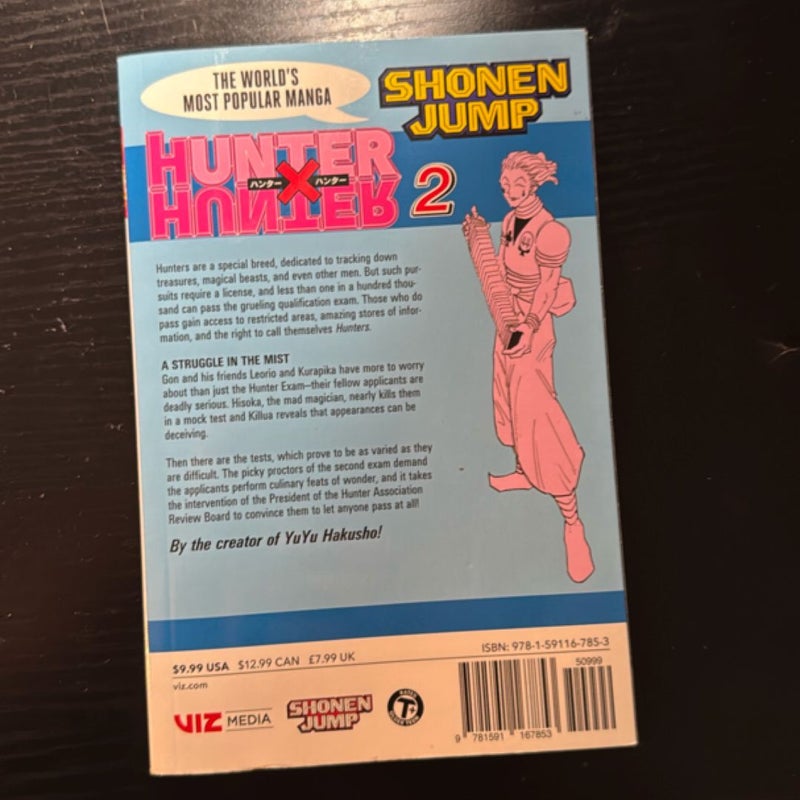 THE WORLD'S
MOST POPULAR MANGA
SHONEN
JUMP
HUNTER
ハンター X ハンター
HUNTER
2
Hunters are a special breed, dedicated to tracking down
treasures, magical beasts, and even other men. But such pur-
suits require a license, and less than one in a hundred thou-
sand can pass the grueling qualification exam. Those who do
pass gain access to restricted areas, amazing stores of infor-
mation, and the right to call themselves Hunters.
A STRUGGLE IN THE MIST
Gon and his friends Leorio and Kurapika have more to worry
about than just the Hunter Exam—their fellow applicants are
deadly serious. Hisoka, the mad magician, nearly kills them
in a mock test and Killua reveals that appearances can be
deceiving.
Then there are the tests, which prove to be as varied as they
are difficult. The picky proctors of the second exam demand
the applicants perform culinary feats of wonder, and it takes
the intervention of the President of the Hunter Association
Review Board to convince them to let anyone pass at all!
By the creator of YuYu Hakusho!
$9.99 USA $12.99 CAN £7.99 UK
viz.com
ISBN: 978-1-59116-785-3
50999
VIZ MEDIA
SHONEN
JUMP
RATED
T+
OLDER TEEN
9 781591 167853